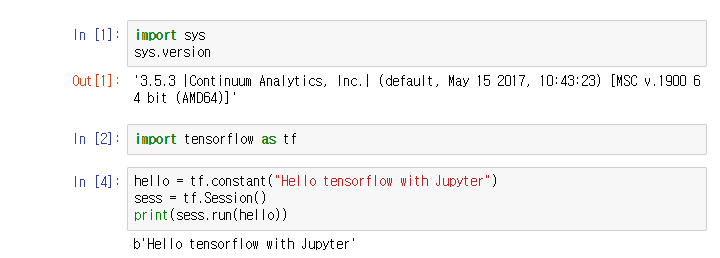 In [1]: import sys
sys.version
Out[1]: '3.5.3 |Continuum Analytics, Inc.| (default, May 15 2017, 10:43:23) [MSC v.1900 6
4 bit (AMD64)]'
In [2]: import tensorflow as tf
In [4]: hello = tf.constant("Hello tensorflow with Jupyter")
sess = tf.Session()
print(sess.run(hello))
b'Hello tensorflow with Jupyter'